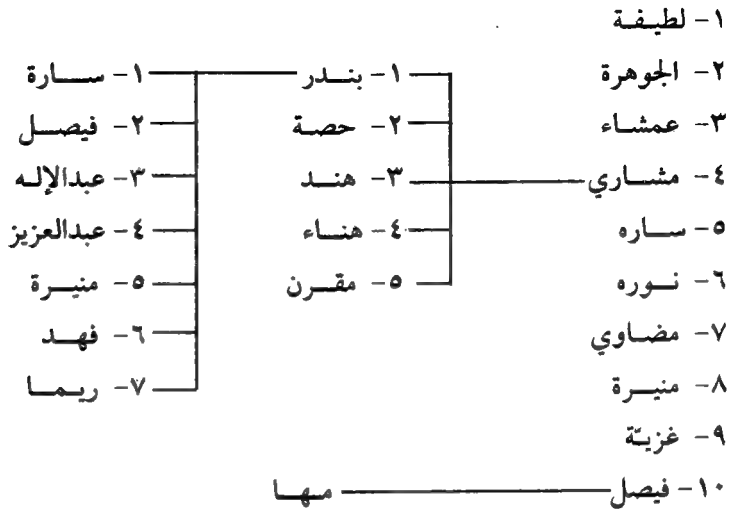 ١- لطيفة
٢- الجوهرة
٣- عمشاء
٤- مشاري
٥- ساره
٦- نوره
٧- مضاوي
٨- منيرة
٩- غزيّة
١٠- فيصل
١- بندر
٢- حصة
٣- هند
٤- هناء
٥- مقرن
١- سارة
٢- فيصل
٣- عبدالإله
٤- عبدالعزيز
٥- منيرة
٦- فهد
٧- ريما
مها